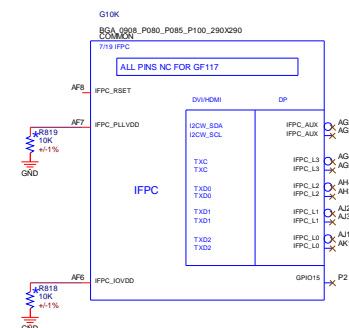 G10K
BGA_0908_P080_P085_P100_290X290
COMMON
7/19 IFPC
ALL PINS NC FOR GF117
AF8 IFPC_RSET
DVI/HDMI DP
AF7 IFPC_PLLVDD
I2CW_SDA IFPC_AUX
I2CW_SCL IFPC_AUX
R819
10K
+/-1%
GND
TXC IFPC_L3
TXC IFPC_L3
IFPC
TXD0 IFPC_L2
TXD0 IFPC_L2
TXD1 IFPC_L1
TXD1 IFPC_L1
TXD2 IFPC_L0
TXD2 IFPC_L0
AF6 IFPC_IOVDD
GPIO15 P2
R818
10K
+/-1%
GND